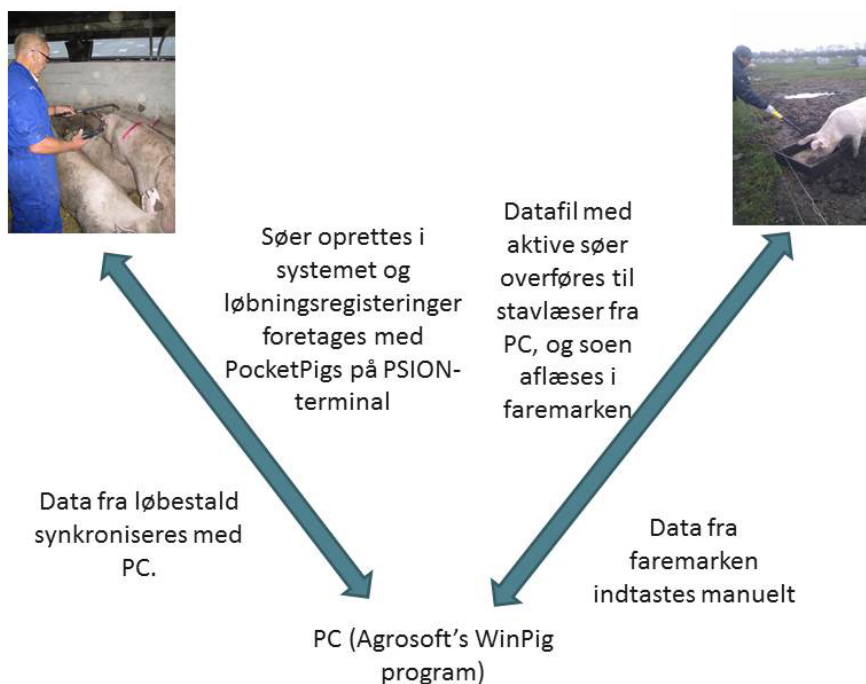 Søer oprettes i
systemet og
løbningsregisteringer
foretages med
PocketPigs på PSION-
terminal
Datafil med
aktive søer
overføres til
stavlæser fra
PC, og soen
aflæses i
faremarken
Data fra løbestald
synkroniseres med
PC.
Data fra
faremarken
indtastes manuelt
PC (Agrosoft's WinPig
program)